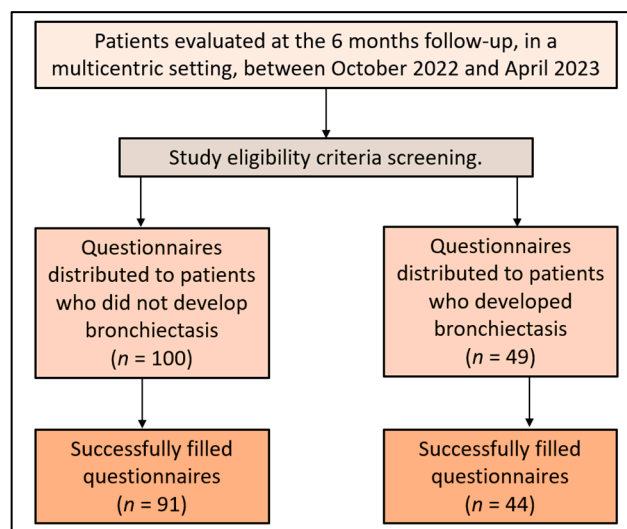 Patients evaluated at the 6 months follow-up, in a
multicentric setting, between October 2022 and April 2023
Study eligibility criteria screening.
Questionnaires
distributed to patients
who did not develop
bronchiectasis
(n = 100)
Questionnaires
distributed to patients
who developed
bronchiectasis
(n = 49)
Successfully filled
questionnaires
(n = 91)
Successfully filled
questionnaires
(n = 44)